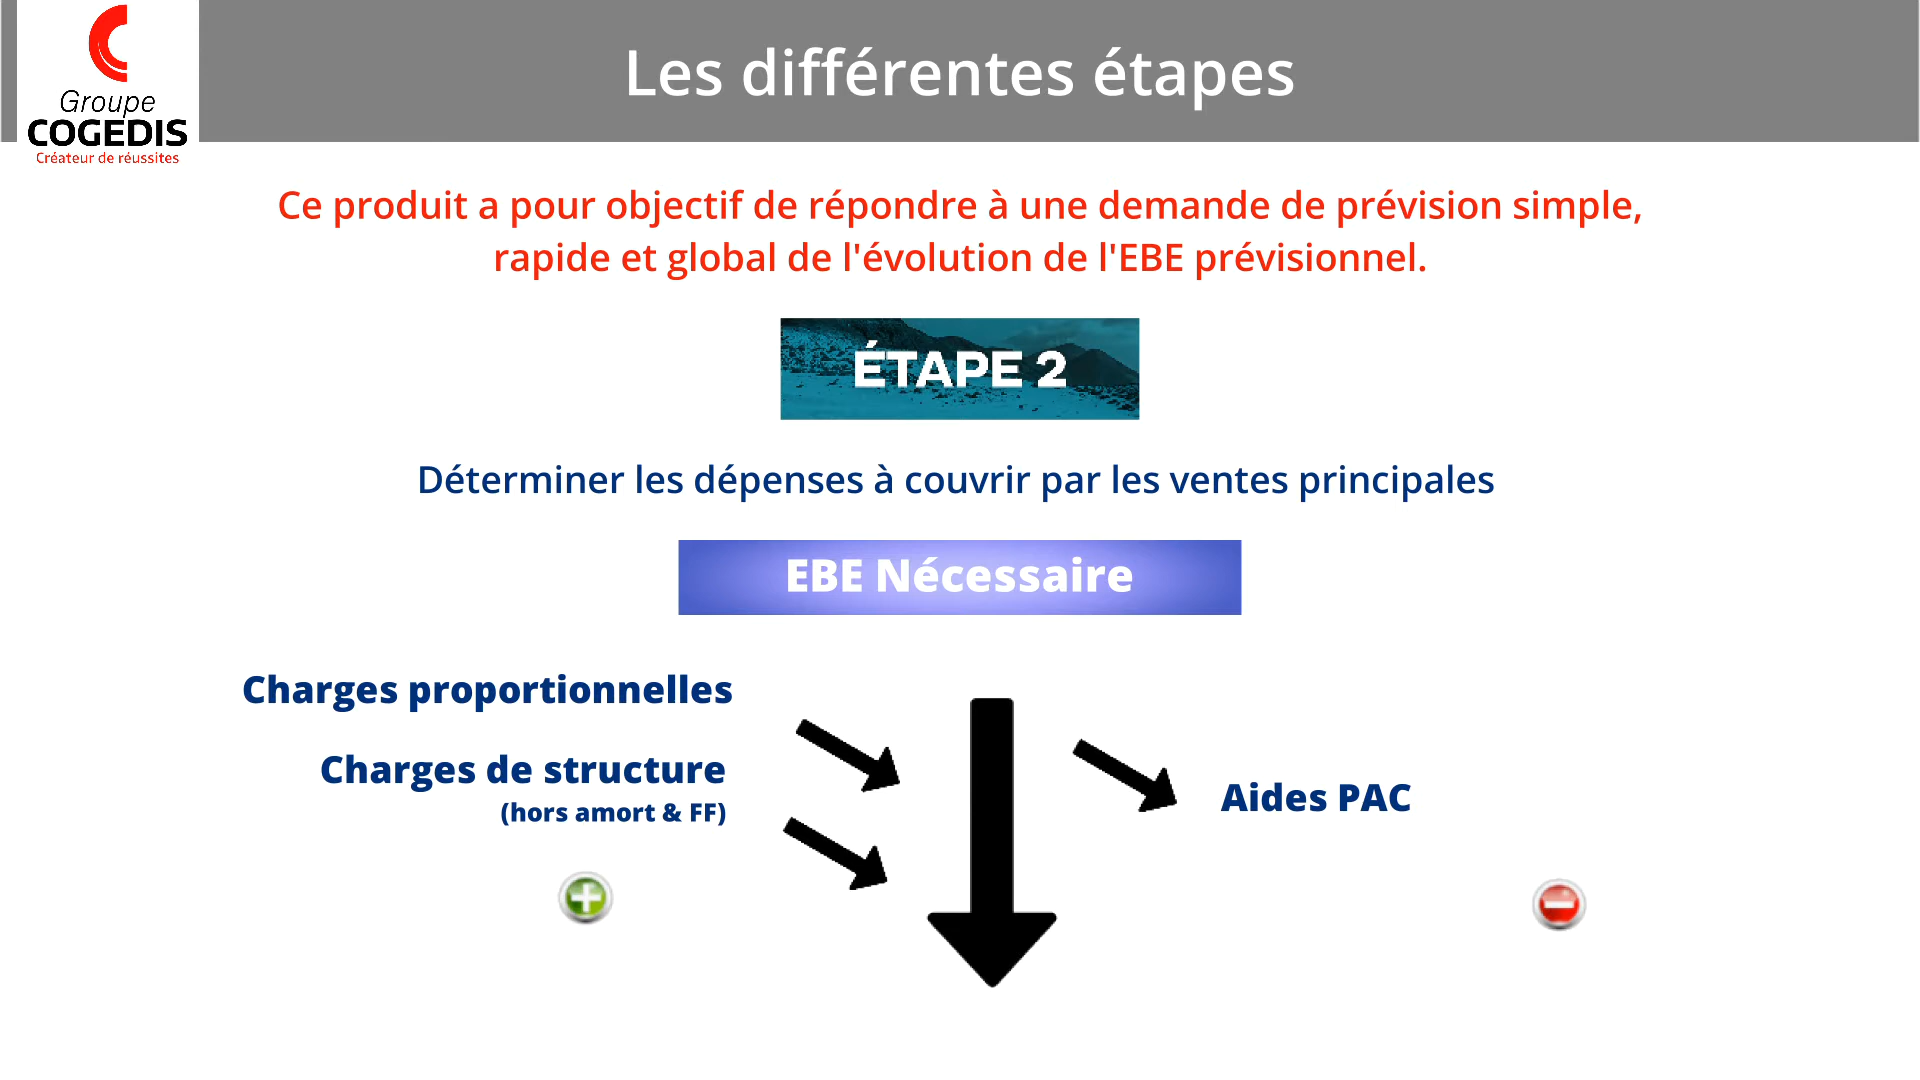 Groupe
COGEDIS
Créateur de réussites
Les différentes étapes
Ce produit a pour objectif de répondre à une demande de prévision simple,
rapide et global de l'évolution de l'EBE prévisionnel.
ÉTAPE 2
Déterminer les dépenses à couvrir par les ventes principales
EBE Nécessaire
Charges proportionnelles
Charges de structure
(hors amort & FF)
Aides PAC